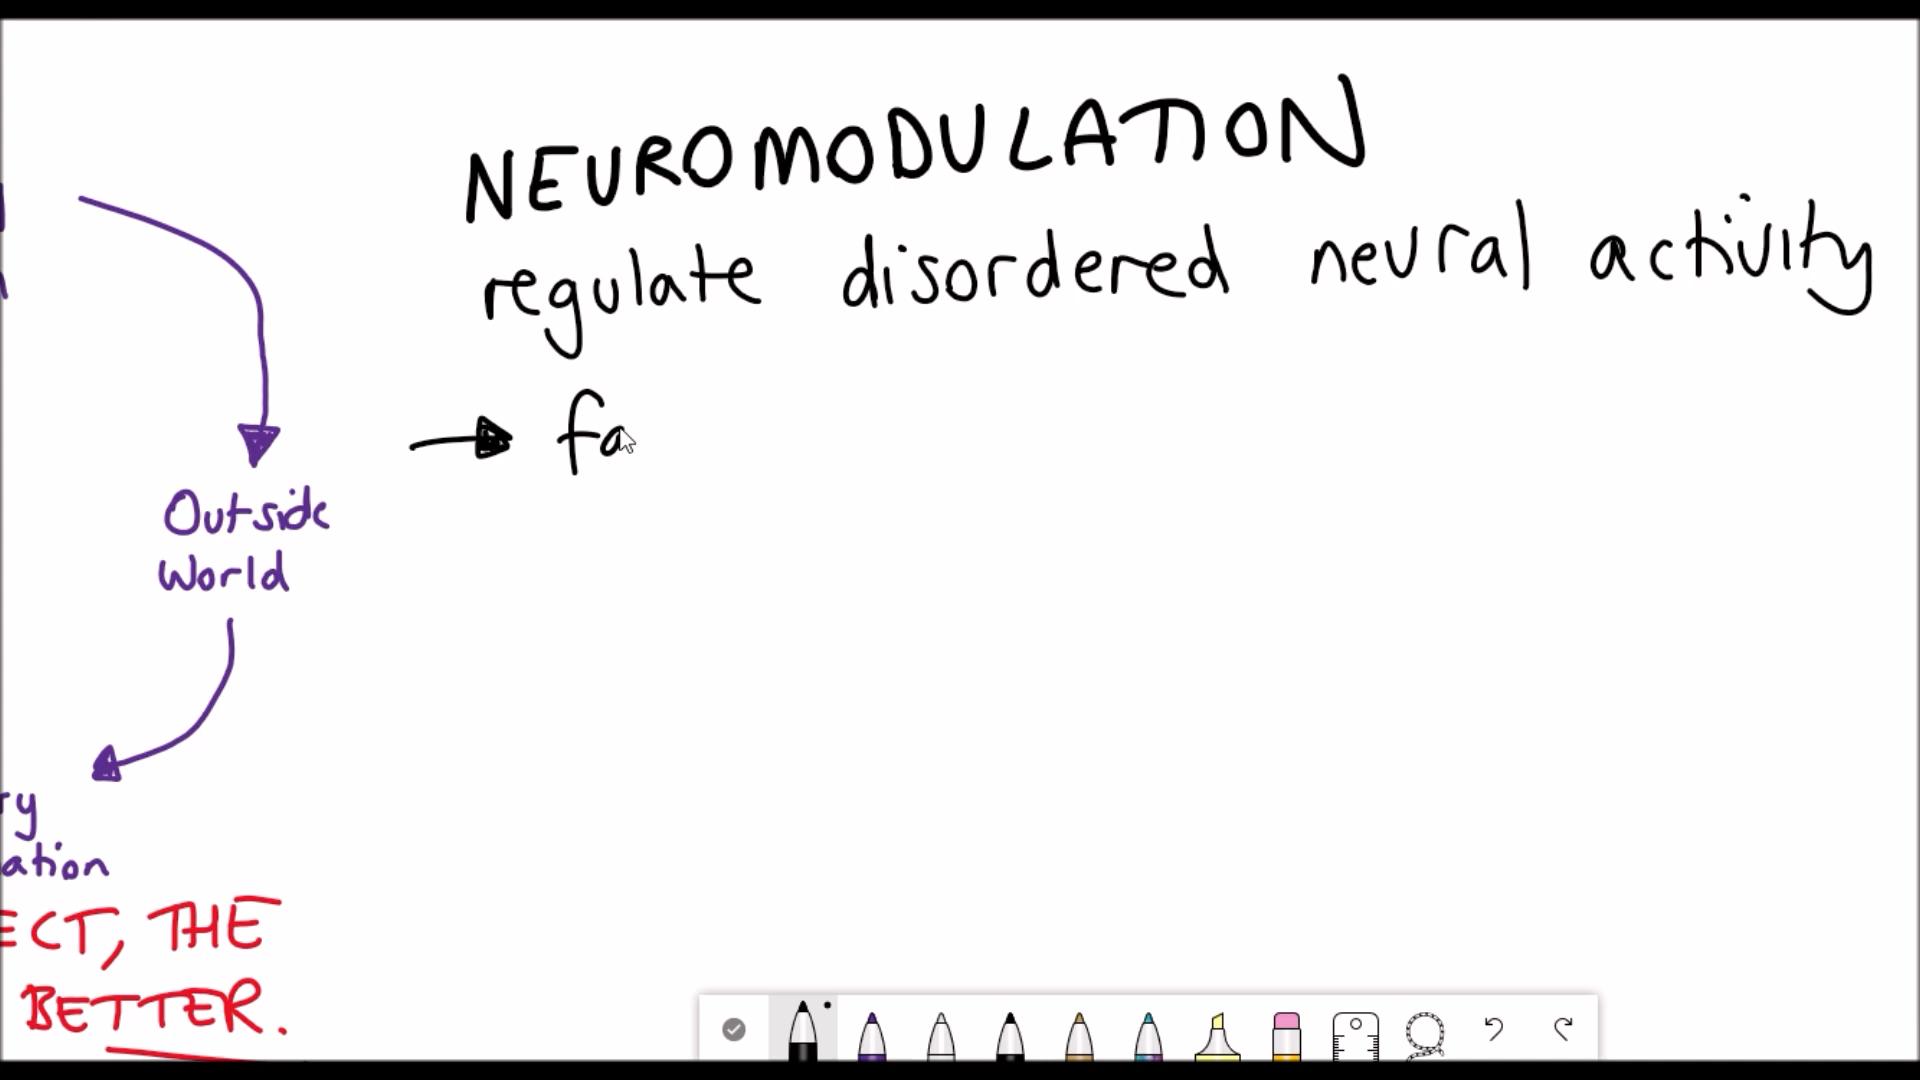 NEUROMODULATION
regulate disordered neural activity
→ fa
Outside
World
ry
ation
ECT, THE
BETTER.